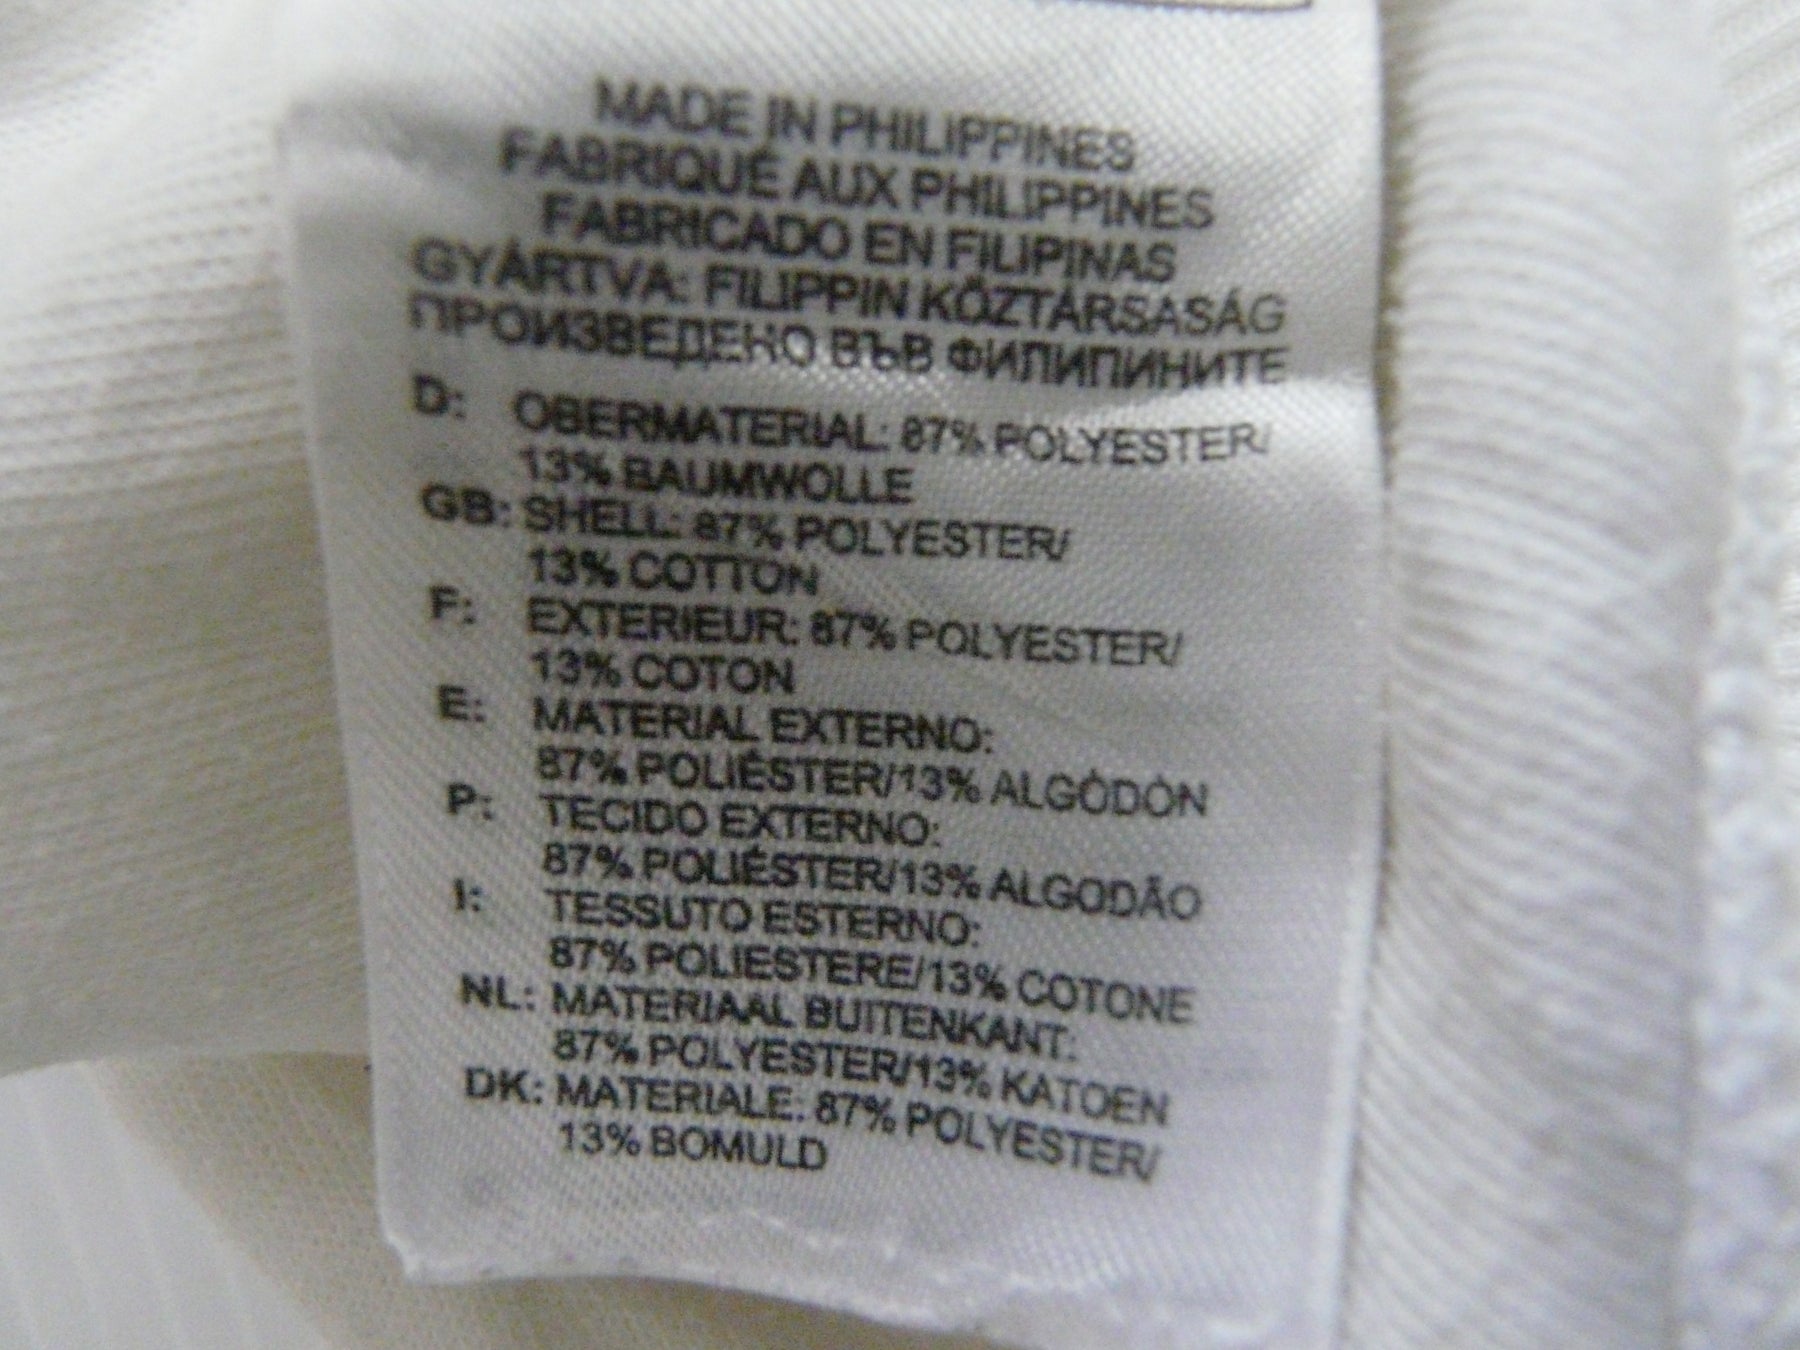 MADE IN PHILIPPINES
FABRIQUÉ AUX PHILIPPINES
FABRICADO EN FILIPINAS
GYÁRTVA: FILIPPIN KÖZTÁRSASÁG
ПРОИЗВЕДЕНО ВЪВ ФИЛИПИНИТЕ
D: OBERMATERIAL: 87% POLYESTER/
13% BAUMWOLLE
GB: SHELL: 87% POLYESTER/
13% COTTON
F: EXTERIEUR: 87% POLYESTER/
13% COTON
E: MATERIAL EXTERNO:
87% POLIÉSTER/13% ALGÓDÓN
P: TECIDO EXTERNO:
87% POLIÉSTER/13% ALGODÃO
I: TESSUTO ESTERNO:
87% POLIESTERE/13% COTONE
NL: MATERIAAL BUITENKANT:
87% POLYESTER/13% KATOEN
DK: MATERIALE: 87% POLYESTER/
13% BOMULD